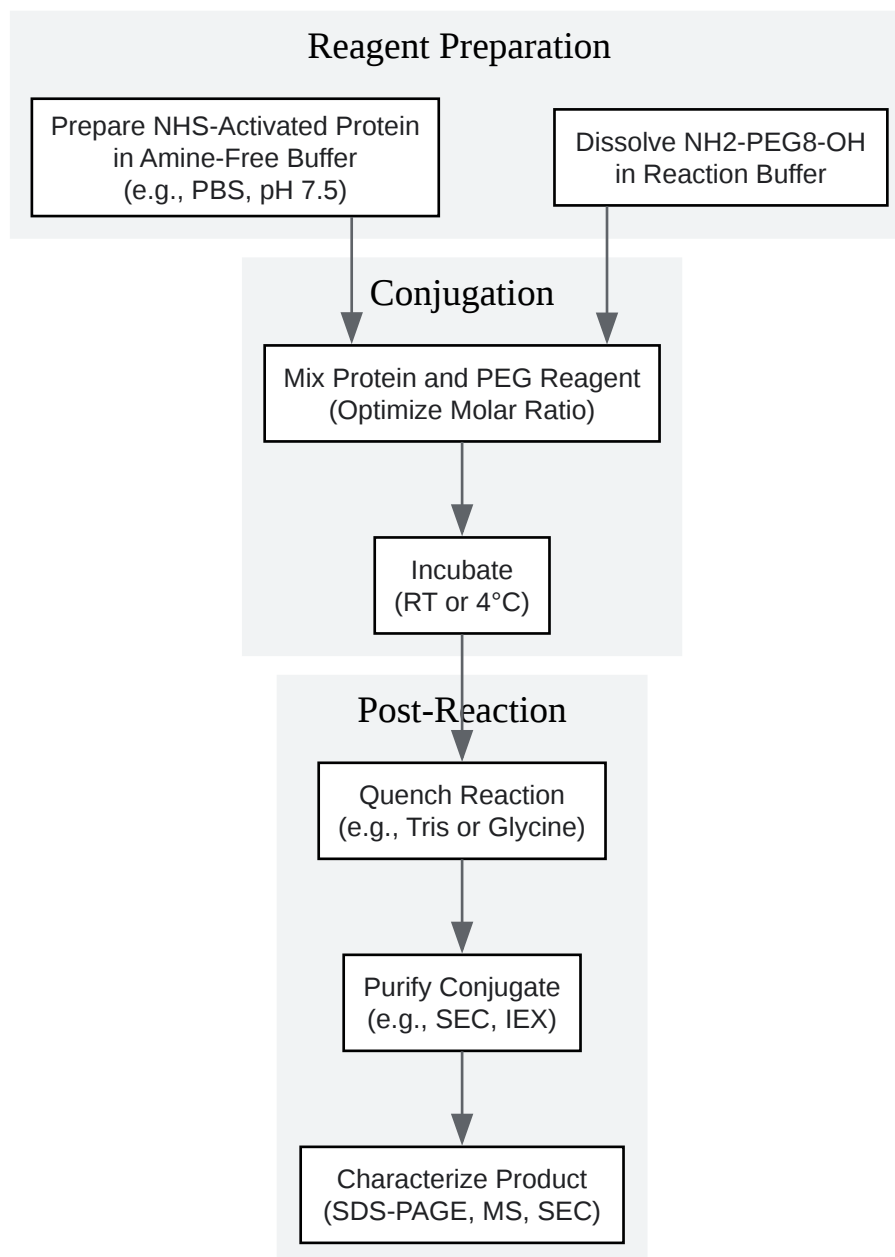 Reagent Preparation
Prepare NHS-Activated Protein
in Amine-Free Buffer
(e.g., PBS, pH 7.5)
Dissolve NH2-PEG8-OH
in Reaction Buffer
Conjugation
Mix Protein and PEG Reagent
(Optimize Molar Ratio)
Incubate
(RT or 4°C)
Post-Reaction
Quench Reaction
(e.g., Tris or Glycine)
Purify Conjugate
(e.g., SEC, IEX)
Characterize Product
(SDS-PAGE, MS, SEC)